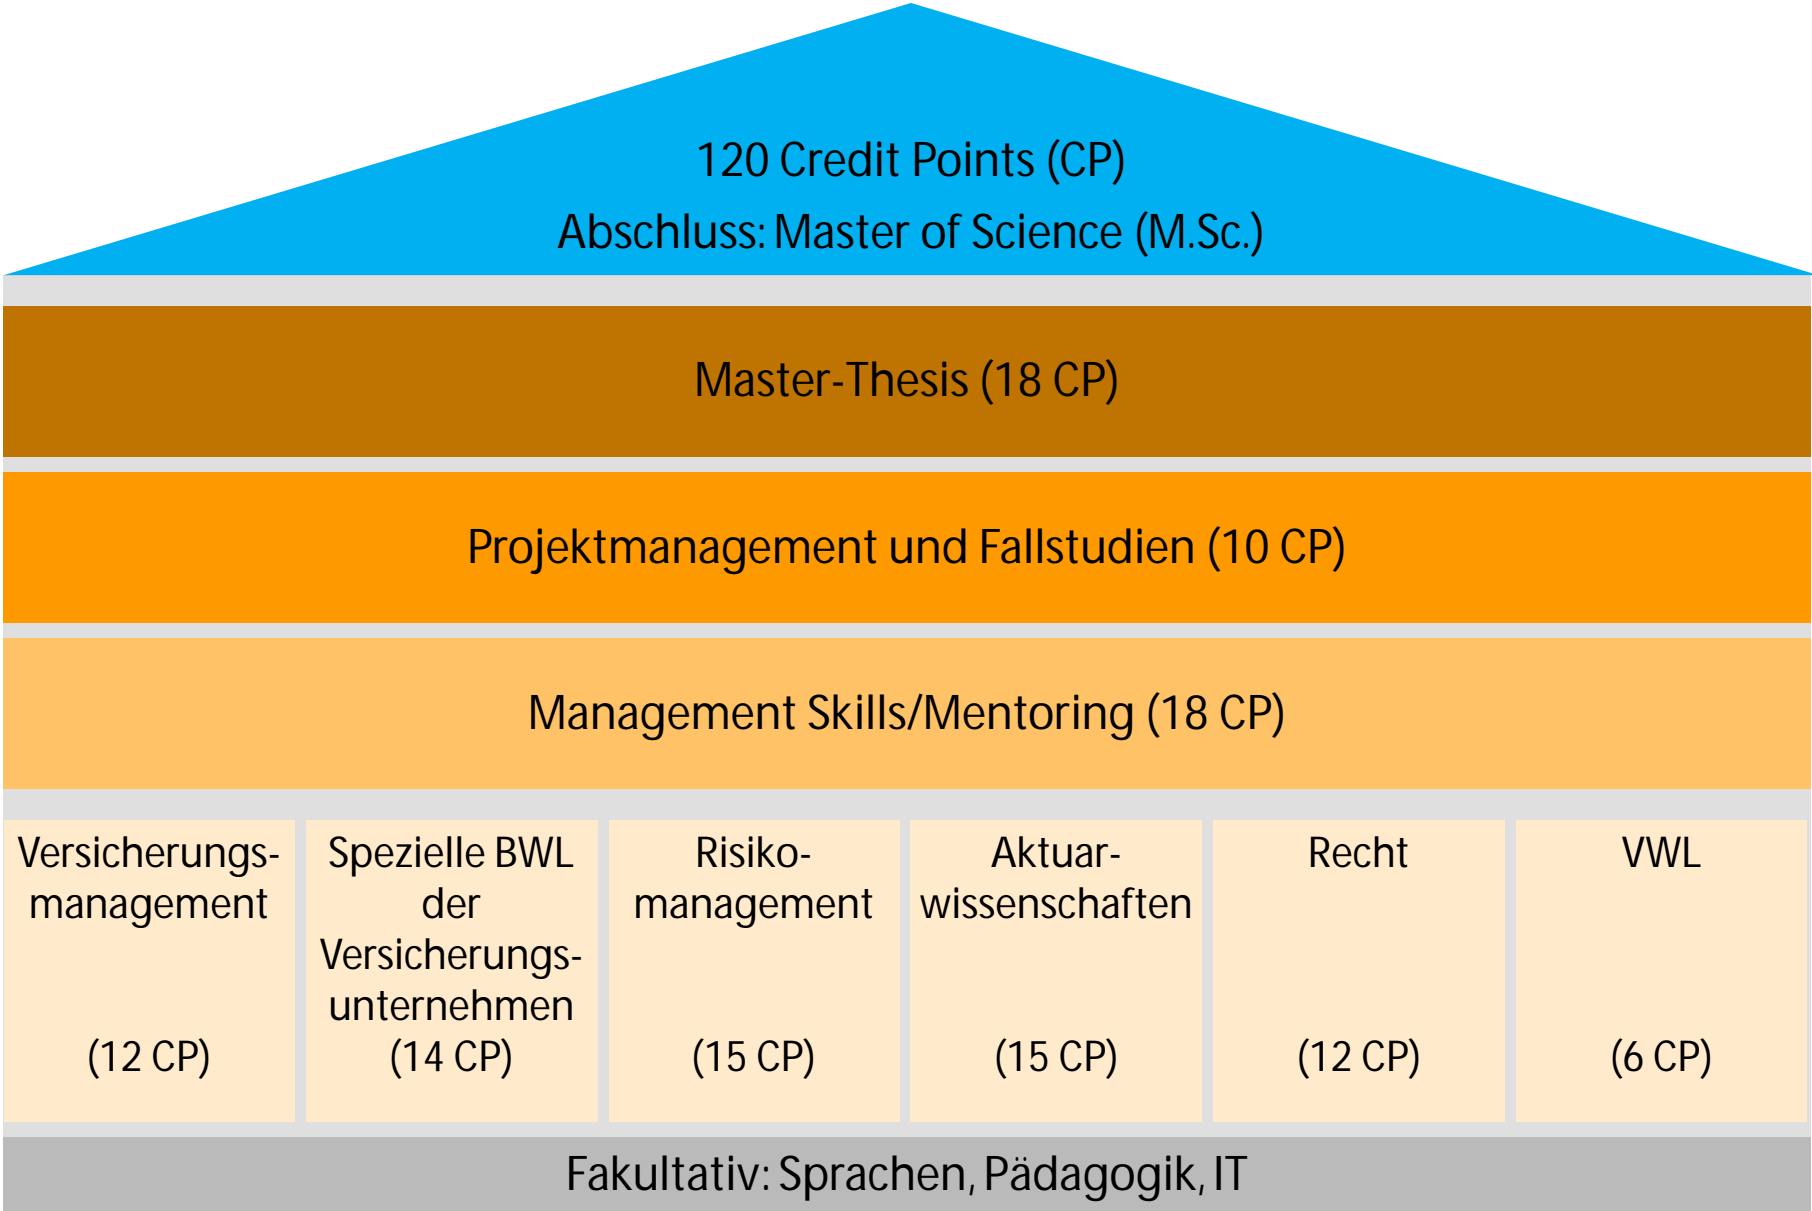 120 Credit Points (CP)
Abschluss: Master of Science (M.Sc.)
Master-Thesis (18 CP)
Projektmanagement und Fallstudien (10 CP)
Management Skills/Mentoring (18 CP)
Versicherungs-
management
(12 CP)
Spezielle BWL
der
Versicherungs-
unternehmen
(14 CP)
Risiko-
management
(15 CP)
Aktuar-
wissenschaften
(15 CP)
Recht
(12 CP)
VWL
(6 CP)
Fakultativ: Sprachen, Pädagogik, IT